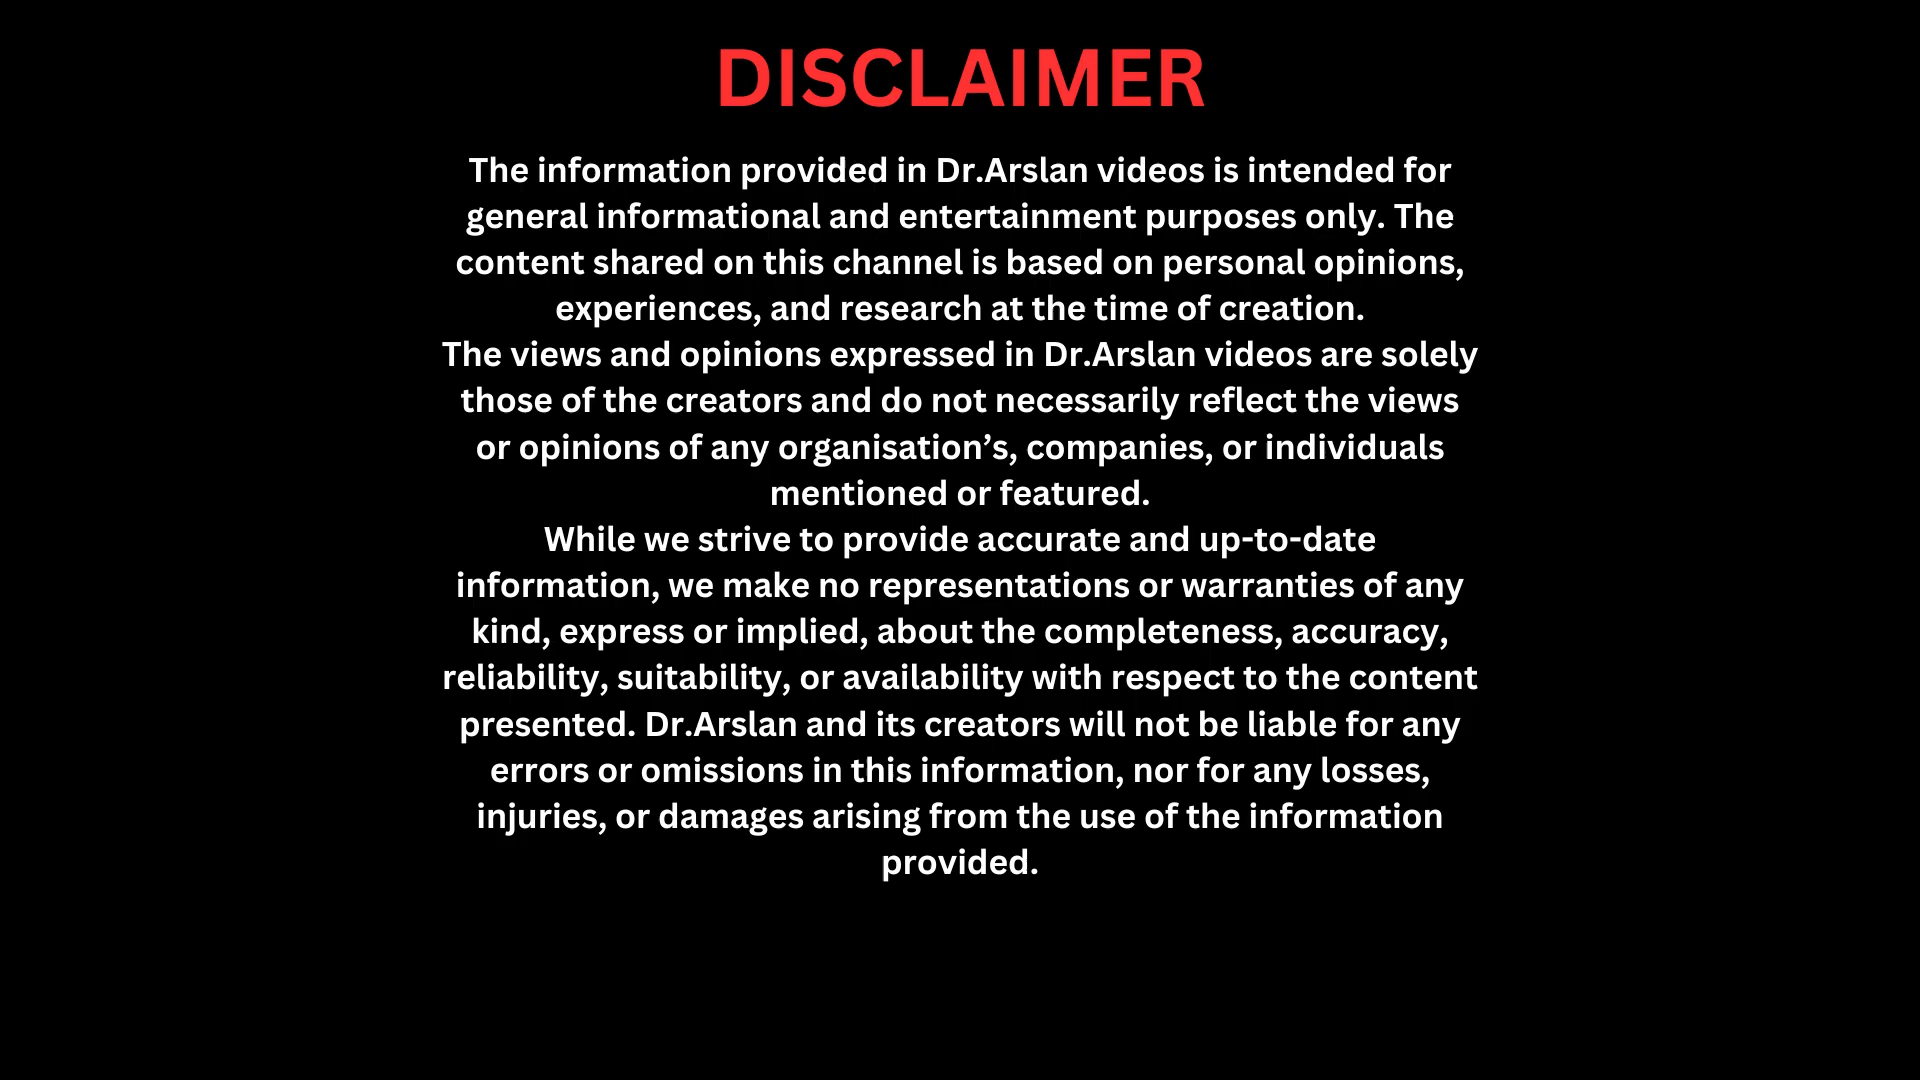 DISCLAIMER
The information provided in Dr.Arslan videos is intended for
general informational and entertainment purposes only. The
content shared on this channel is based on personal opinions,
experiences, and research at the time of creation.
The views and opinions expressed in Dr.Arslan videos are solely
those of the creators and do not necessarily reflect the views
or opinions of any organisation’s, companies, or individuals
mentioned or featured.
While we strive to provide accurate and up-to-date
information, we make no representations or warranties of any
kind, express or implied, about the completeness, accuracy,
reliability, suitability, or availability with respect to the content
presented. Dr.Arslan and its creators will not be liable for any
errors or omissions in this information, nor for any losses,
injuries, or damages arising from the use of the information
provided.